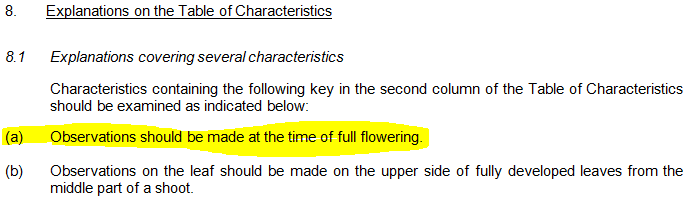 8. Explanations on the Table of Characteristics
8.1 Explanations covering several characteristics
Characteristics containing the following key in the second column of the Table of Characteristics
should be examined as indicated below:
(a) Observations should be made at the time of full flowering.
(b) Observations on the leaf should be made on the upper side of fully developed leaves from the
middle part of a shoot.